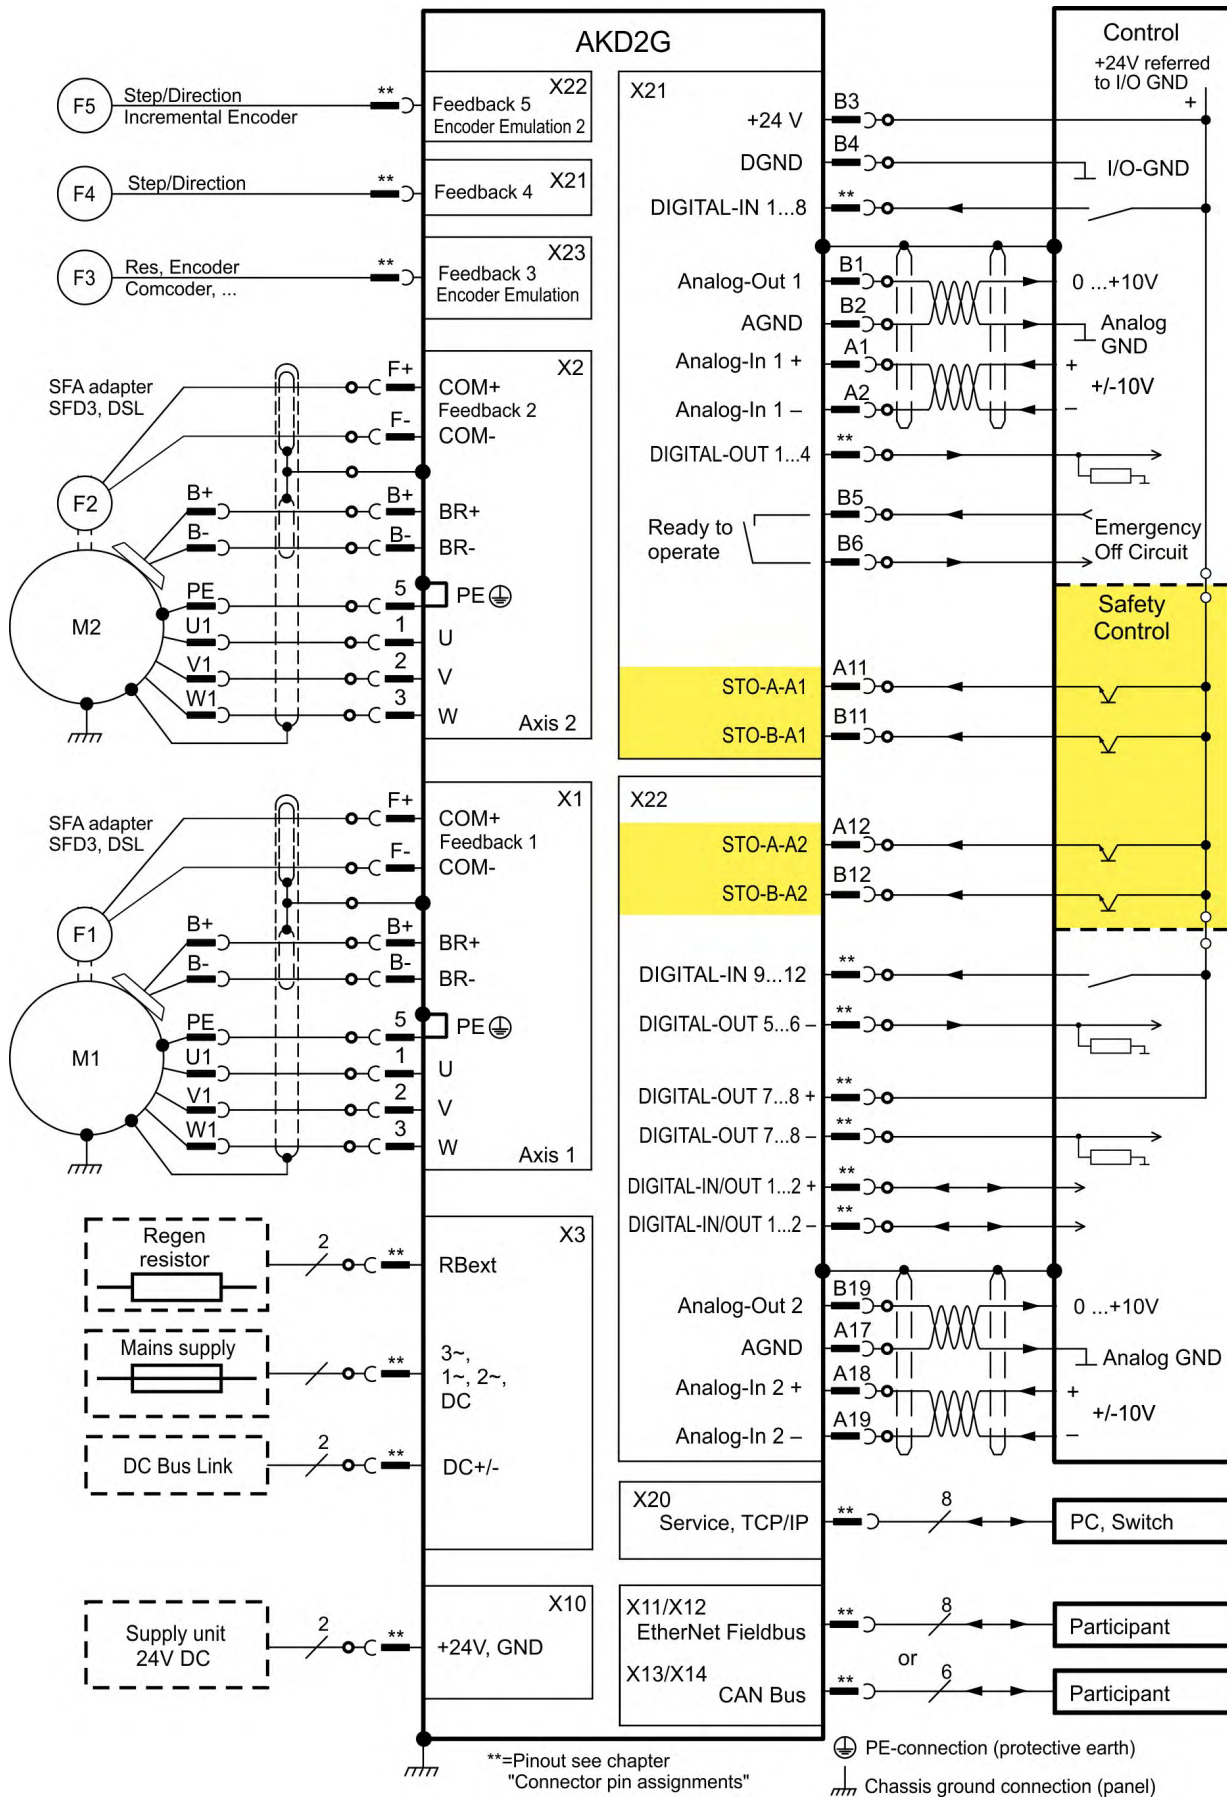 AKD2G
F5
Step/Direction
Incremental Encoder
**
X22
Feedback 5
Encoder Emulation 2
F4
Step/Direction
**
X21
Feedback 4
F3
Res, Encoder
Comcoder, ...
**
X23
Feedback 3
Encoder Emulation
X2
SFA adapter
SFD3, DSL
F+
COM+
Feedback 2
F-
COM-
F2
B+
B+
BR+
B-
B-
BR-
M2
PE
5
PE
U1
1
U
V1
2
V
W1
3
W
Axis 2
X1
SFA adapter
SFD3, DSL
F+
COM+
Feedback 1
F-
COM-
F1
B+
B+
BR+
B-
B-
BR-
M1
PE
5
PE
U1
1
U
V1
2
V
W1
3
W
Axis 1
Regen
resistor
2
**
X3
RBext
Mains supply
**
3~,
1~, 2~,
DC
DC Bus Link
2
**
DC+/-
Supply unit
24V DC
2
**
X10
+24V, GND
**=Pinout see chapter
"Connector pin assignments"
Control
+24V referred
to I/O GND
+
X21
+24 V
B3
DGND
B4
I/O-GND
DIGITAL-IN 1...8
**
Analog-Out 1
B1
0 ...+10V
AGND
B2
Analog
GND
Analog-In 1 +
A1
+
+/-10V
Analog-In 1 –
A2
–
DIGITAL-OUT 1...4
**
Ready to
operate
B5
B6
Emergency
Off Circuit
Safety
Control
STO-A-A1
A11
STO-B-A1
B11
X22
STO-A-A2
A12
STO-B-A2
B12
DIGITAL-IN 9...12
**
DIGITAL-OUT 5...6 –
**
DIGITAL-OUT 7...8 +
**
DIGITAL-OUT 7...8 –
**
DIGITAL-IN/OUT 1...2 +
**
DIGITAL-IN/OUT 1...2 –
**
Analog-Out 2
B19
0 ...+10V
AGND
A17
Analog GND
Analog-In 2 +
A18
+
+/-10V
Analog-In 2 –
A19
–
X20
Service, TCP/IP
**
8
PC, Switch
X11/X12
EtherNet Fieldbus
**
8
Participant
or
X13/X14
CAN Bus
**
6
Participant
PE-connection (protective earth)
Chassis ground connection (panel)